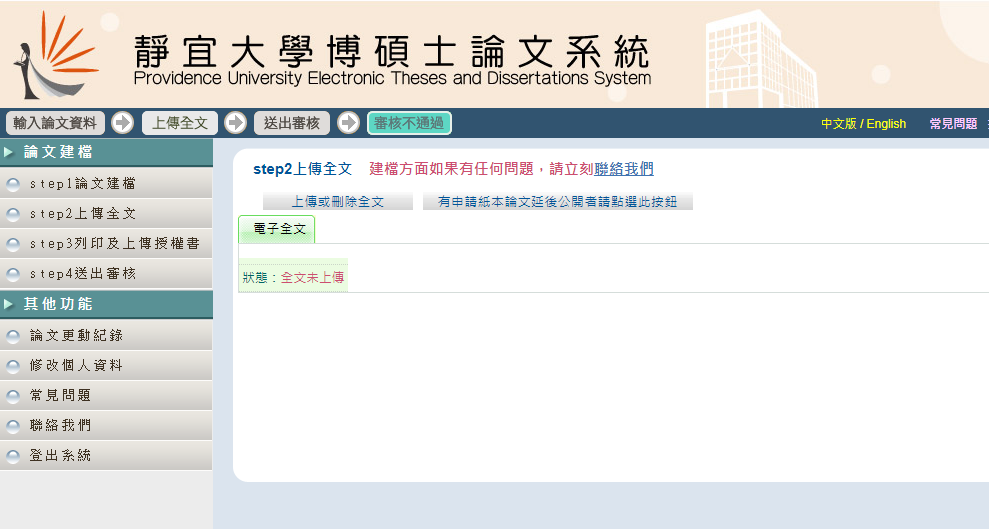 靜宜大學博碩士論文系統
Providence University Electronic Theses and Dissertations System
輸入論文資料 上傳全文 送出審核 審核不通過 中文版 / English 常見問題
論文建檔
step1論文建檔
step2上傳全文
step3列印及上傳授權書
step4送出審核
其他功能
論文更動紀錄
修改個人資料
常見問題
聯絡我們
登出系統
step2上傳全文 建檔方面如果有任何問題，請立刻聯絡我們
上傳或刪除全文 有申請紙本論文延後公開者請點選此按鈕
電子全文
狀態：全文未上傳